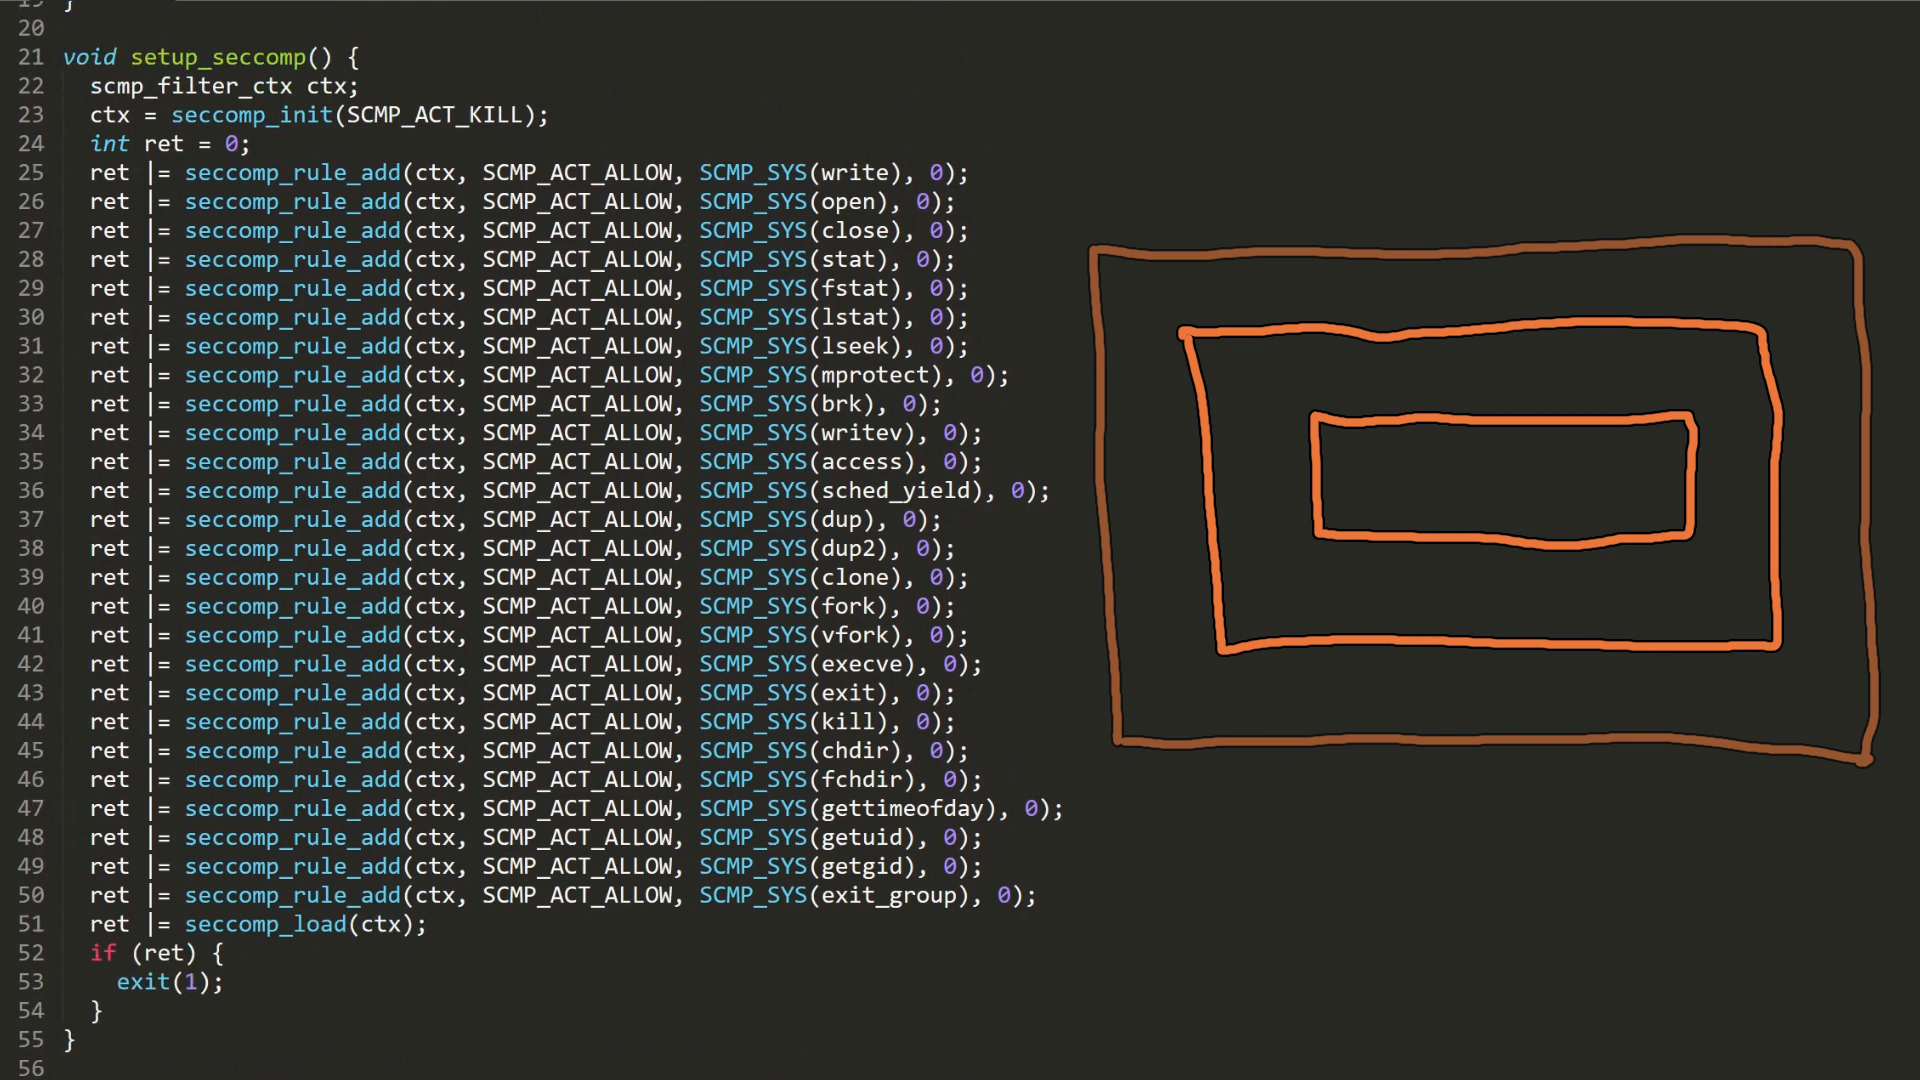 19 }
20
21 void setup_seccomp() {
22   scmp_filter_ctx ctx;
23   ctx = seccomp_init(SCMP_ACT_KILL);
24   int ret = 0;
25   ret |= seccomp_rule_add(ctx, SCMP_ACT_ALLOW, SCMP_SYS(write), 0);
26   ret |= seccomp_rule_add(ctx, SCMP_ACT_ALLOW, SCMP_SYS(open), 0);
27   ret |= seccomp_rule_add(ctx, SCMP_ACT_ALLOW, SCMP_SYS(close), 0);
28   ret |= seccomp_rule_add(ctx, SCMP_ACT_ALLOW, SCMP_SYS(stat), 0);
29   ret |= seccomp_rule_add(ctx, SCMP_ACT_ALLOW, SCMP_SYS(fstat), 0);
30   ret |= seccomp_rule_add(ctx, SCMP_ACT_ALLOW, SCMP_SYS(lstat), 0);
31   ret |= seccomp_rule_add(ctx, SCMP_ACT_ALLOW, SCMP_SYS(lseek), 0);
32   ret |= seccomp_rule_add(ctx, SCMP_ACT_ALLOW, SCMP_SYS(mprotect), 0);
33   ret |= seccomp_rule_add(ctx, SCMP_ACT_ALLOW, SCMP_SYS(brk), 0);
34   ret |= seccomp_rule_add(ctx, SCMP_ACT_ALLOW, SCMP_SYS(writev), 0);
35   ret |= seccomp_rule_add(ctx, SCMP_ACT_ALLOW, SCMP_SYS(access), 0);
36   ret |= seccomp_rule_add(ctx, SCMP_ACT_ALLOW, SCMP_SYS(sched_yield), 0);
37   ret |= seccomp_rule_add(ctx, SCMP_ACT_ALLOW, SCMP_SYS(dup), 0);
38   ret |= seccomp_rule_add(ctx, SCMP_ACT_ALLOW, SCMP_SYS(dup2), 0);
39   ret |= seccomp_rule_add(ctx, SCMP_ACT_ALLOW, SCMP_SYS(clone), 0);
40   ret |= seccomp_rule_add(ctx, SCMP_ACT_ALLOW, SCMP_SYS(fork), 0);
41   ret |= seccomp_rule_add(ctx, SCMP_ACT_ALLOW, SCMP_SYS(vfork), 0);
42   ret |= seccomp_rule_add(ctx, SCMP_ACT_ALLOW, SCMP_SYS(execve), 0);
43   ret |= seccomp_rule_add(ctx, SCMP_ACT_ALLOW, SCMP_SYS(exit), 0);
44   ret |= seccomp_rule_add(ctx, SCMP_ACT_ALLOW, SCMP_SYS(kill), 0);
45   ret |= seccomp_rule_add(ctx, SCMP_ACT_ALLOW, SCMP_SYS(chdir), 0);
46   ret |= seccomp_rule_add(ctx, SCMP_ACT_ALLOW, SCMP_SYS(fchdir), 0);
47   ret |= seccomp_rule_add(ctx, SCMP_ACT_ALLOW, SCMP_SYS(gettimeofday), 0);
48   ret |= seccomp_rule_add(ctx, SCMP_ACT_ALLOW, SCMP_SYS(getuid), 0);
49   ret |= seccomp_rule_add(ctx, SCMP_ACT_ALLOW, SCMP_SYS(getgid), 0);
50   ret |= seccomp_rule_add(ctx, SCMP_ACT_ALLOW, SCMP_SYS(exit_group), 0);
51   ret |= seccomp_load(ctx);
52   if (ret) {
53     exit(1);
54   }
55 }
56